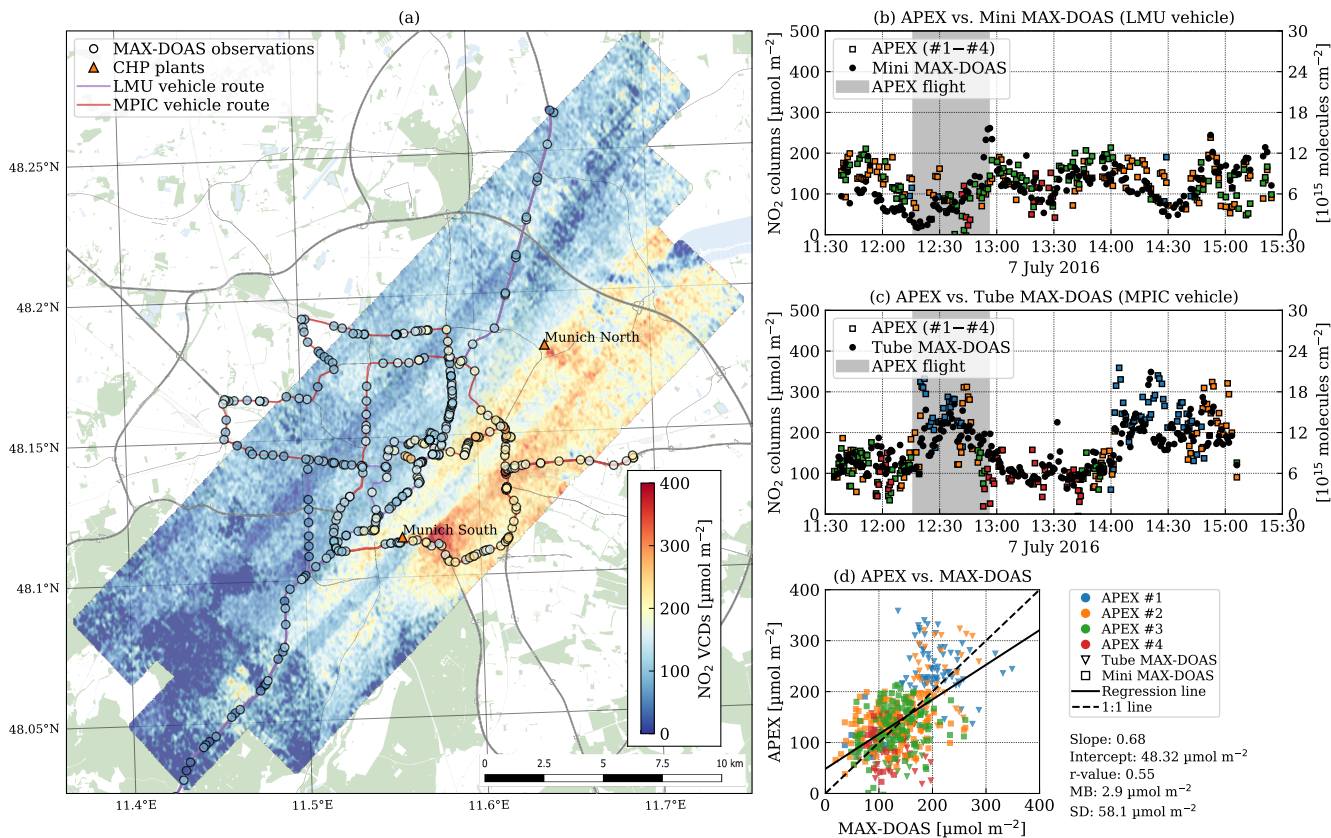 (a)
MAX-DOAS observations
CHP plants
LMU vehicle route
MPIC vehicle route
48.25°N
48.2°N
48.15°N
48.1°N
48.05°N
11.4°E
11.5°E
11.6°E
11.7°E
Munich North
Munich South
400
300
200
100
0
NO₂ VCDs [µmol m⁻²]
0
2.5
5
7.5
10 km
(b) APEX vs. Mini MAX-DOAS (LMU vehicle)
APEX (#1−#4)
Mini MAX-DOAS
APEX flight
500
400
300
200
100
0
NO₂ columns [µmol m⁻²]
30
24
18
12
6
0
[10¹⁵ molecules cm⁻²]
11:30 12:00 12:30 13:00 13:30 14:00 14:30 15:00 15:30
7 July 2016
(c) APEX vs. Tube MAX-DOAS (MPIC vehicle)
APEX (#1−#4)
Tube MAX-DOAS
APEX flight
500
400
300
200
100
0
NO₂ columns [µmol m⁻²]
30
24
18
12
6
0
[10¹⁵ molecules cm⁻²]
11:30 12:00 12:30 13:00 13:30 14:00 14:30 15:00 15:30
7 July 2016
(d) APEX vs. MAX-DOAS
400
300
200
100
0
APEX [µmol m⁻²]
0 100 200 300 400
MAX-DOAS [µmol m⁻²]
APEX #1
APEX #2
APEX #3
APEX #4
Tube MAX-DOAS
Mini MAX-DOAS
Regression line
1:1 line
Slope: 0.68
Intercept: 48.32 µmol m⁻²
r-value: 0.55
MB: 2.9 µmol m⁻²
SD: 58.1 µmol m⁻²